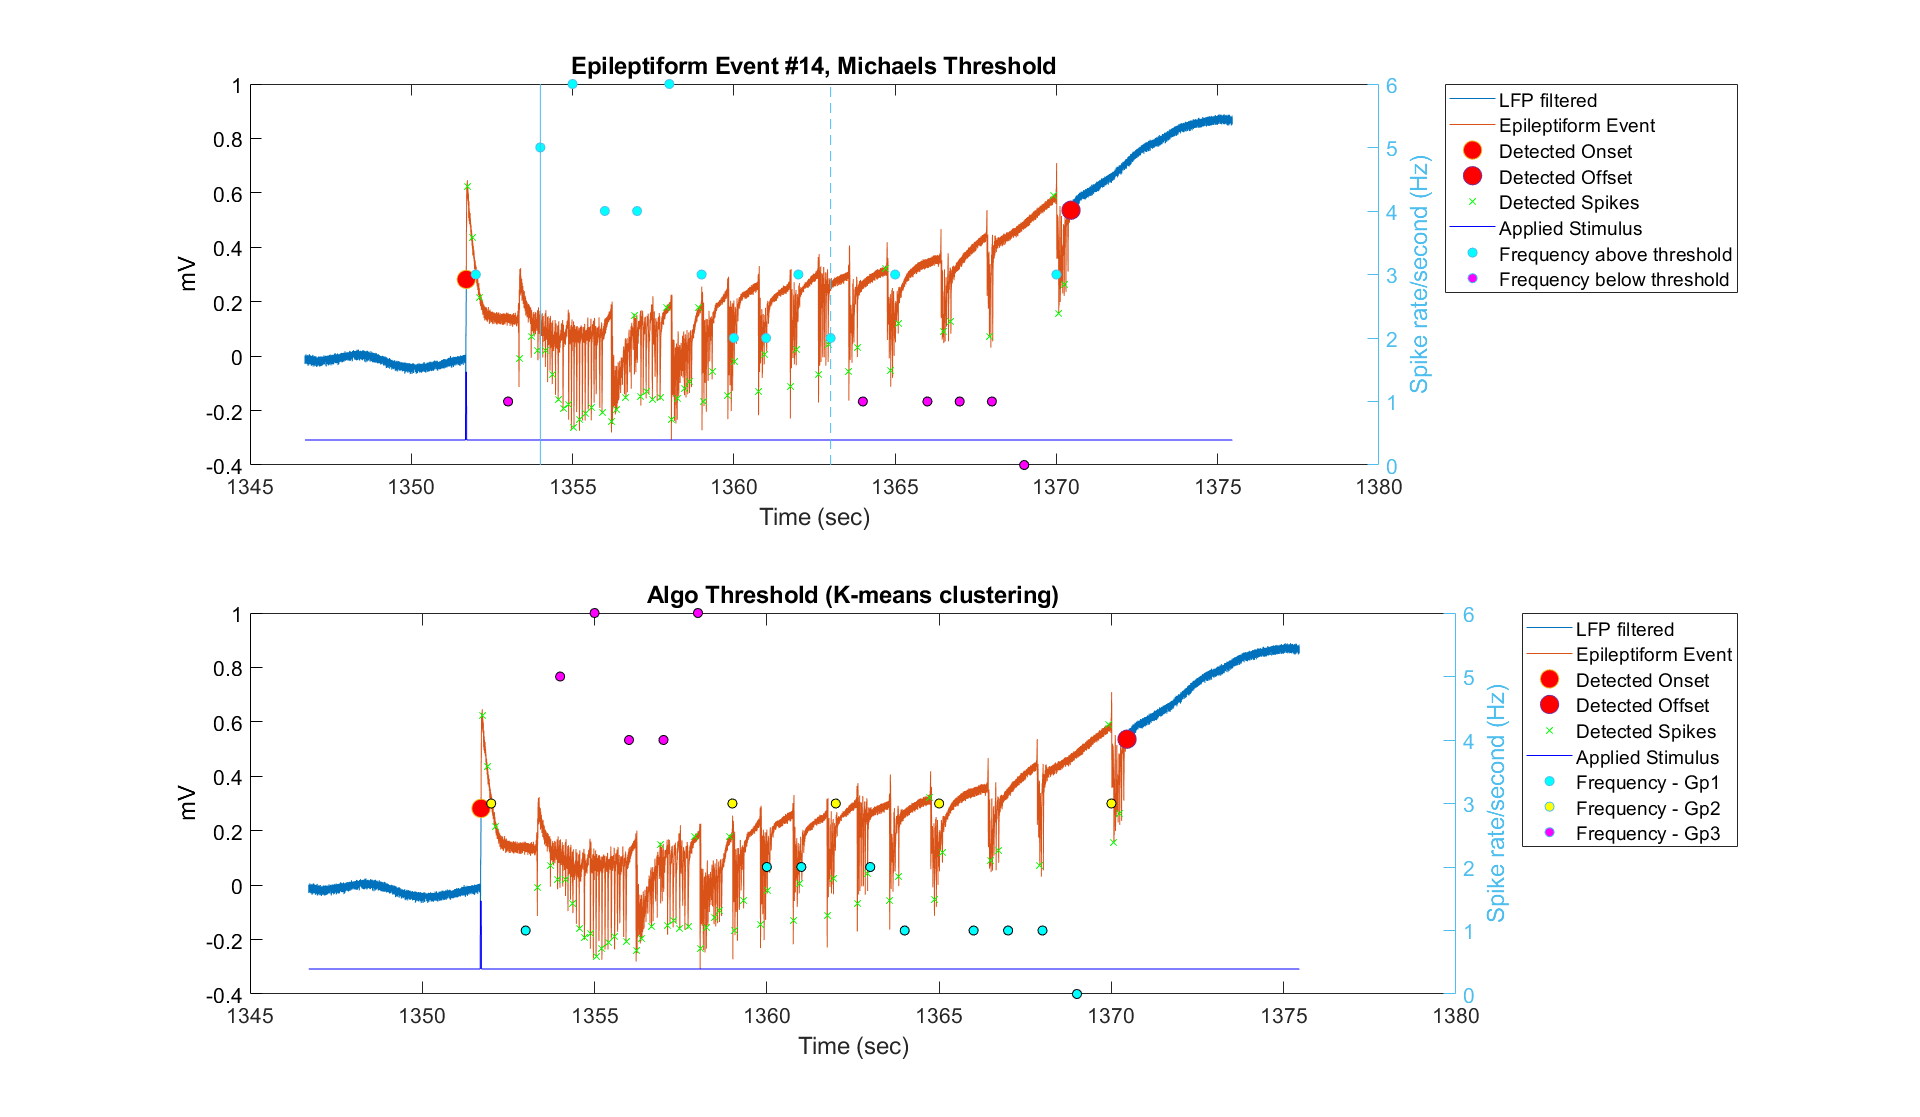 Epileptiform Event #14, Michaels Threshold
1
0.8
0.6
0.4
0.2
0
-0.2
-0.4
mV
1345 1350 1355 1360 1365 1370 1375 1380
Time (sec)
6
5
4
3
2
1
0
Spike rate/second (Hz)
LFP filtered
Epileptiform Event
Detected Onset
Detected Offset
Detected Spikes
Applied Stimulus
Frequency above threshold
Frequency below threshold
Algo Threshold (K-means clustering)
1
0.8
0.6
0.4
0.2
0
-0.2
-0.4
mV
1345 1350 1355 1360 1365 1370 1375 1380
Time (sec)
6
5
4
3
2
1
0
Spike rate/second (Hz)
LFP filtered
Epileptiform Event
Detected Onset
Detected Offset
Detected Spikes
Applied Stimulus
Frequency - Gp1
Frequency - Gp2
Frequency - Gp3